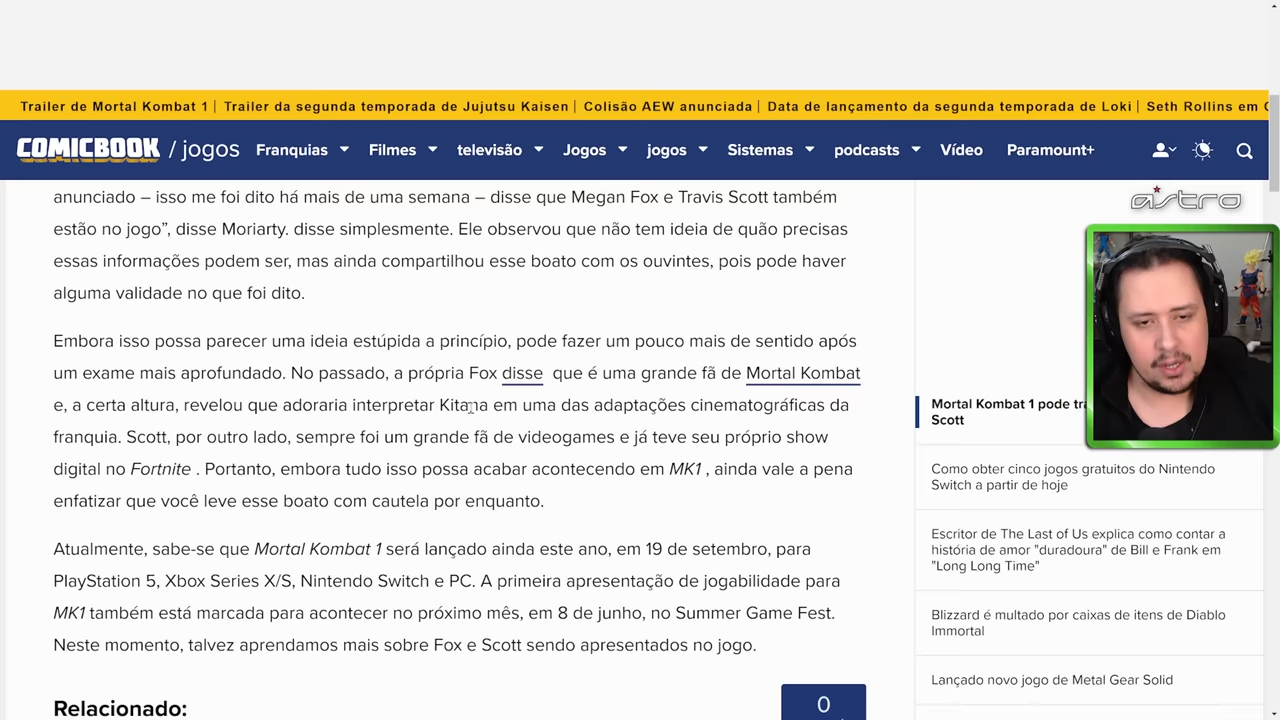 Trailer de Mortal Kombat 1 | Trailer da segunda temporada de Jujutsu Kaisen | Colisão AEW anunciada | Data de lançamento da segunda temporada de Loki | Seth Rollins em
COMICBOOK / jogos Franquias Filmes televisão Jogos jogos Sistemas podcasts Vídeo Paramount+
anunciado – isso me foi dito há mais de uma semana – disse que Megan Fox e Travis Scott também
estão no jogo”, disse Moriarty. disse simplesmente. Ele observou que não tem ideia de quão precisas
essas informações podem ser, mas ainda compartilhou esse boato com os ouvintes, pois pode haver
alguma validade no que foi dito.
Embora isso possa parecer uma ideia estúpida a princípio, pode fazer um pouco mais de sentido após
um exame mais aprofundado. No passado, a própria Fox disse que é uma grande fã de Mortal Kombat
e, a certa altura, revelou que adoraria interpretar Kitana em uma das adaptações cinematográficas da
franquia. Scott, por outro lado, sempre foi um grande fã de videogames e já teve seu próprio show
digital no Fortnite . Portanto, embora tudo isso possa acabar acontecendo em MK1 , ainda vale a pena
enfatizar que você leve esse boato com cautela por enquanto.
Atualmente, sabe-se que Mortal Kombat 1 será lançado ainda este ano, em 19 de setembro, para
PlayStation 5, Xbox Series X/S, Nintendo Switch e PC. A primeira apresentação de jogabilidade para
MK1 também está marcada para acontecer no próximo mês, em 8 de junho, no Summer Game Fest.
Neste momento, talvez aprendamos mais sobre Fox e Scott sendo apresentados no jogo.
Relacionado:
0
astro
Mortal Kombat 1 pode
Scott
Como obter cinco jogos gratuitos do Nintendo
Switch a partir de hoje
Escritor de The Last of Us explica como contar a
história de amor "duradoura" de Bill e Frank em
"Long Long Time"
Blizzard é multado por caixas de itens de Diablo
Immortal
Lançado novo jogo de Metal Gear Solid